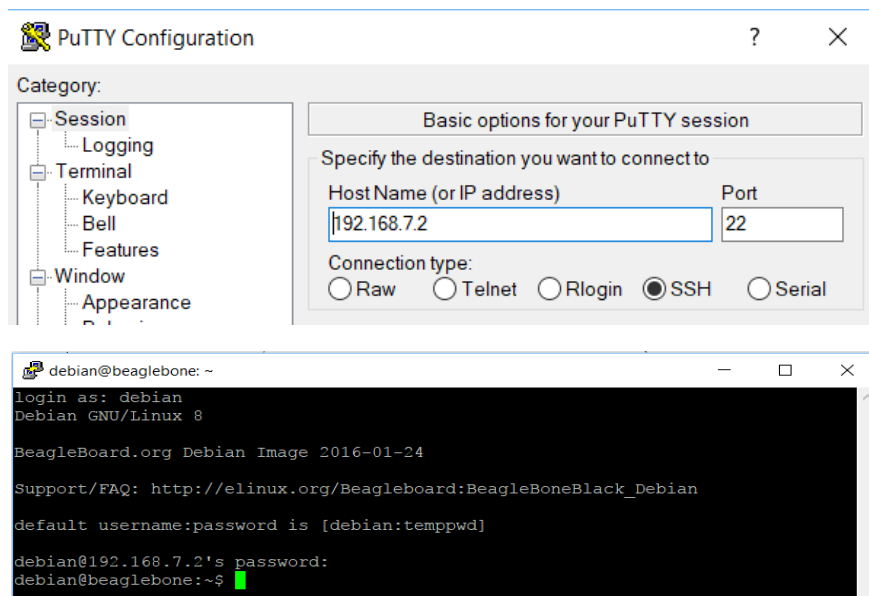 PuTTY Configuration
?
Category:
Session
Logging
Terminal
Keyboard
Bell
Features
Window
Appearance
Basic options for your PuTTY session
Specify the destination you want to connect to
Host Name (or IP address) Port
192.168.7.2 22
Connection type:
Raw Telnet Rlogin SSH Serial
debian@beaglebone: ~
login as: debian
Debian GNU/Linux 8
BeagleBoard.org Debian Image 2016-01-24
Support/FAQ: http://elinux.org/Beagleboard:BeagleBoneBlack_Debian
default username:password is [debian:temppwd]
debian@192.168.7.2's password:
debian@beaglebone:~$